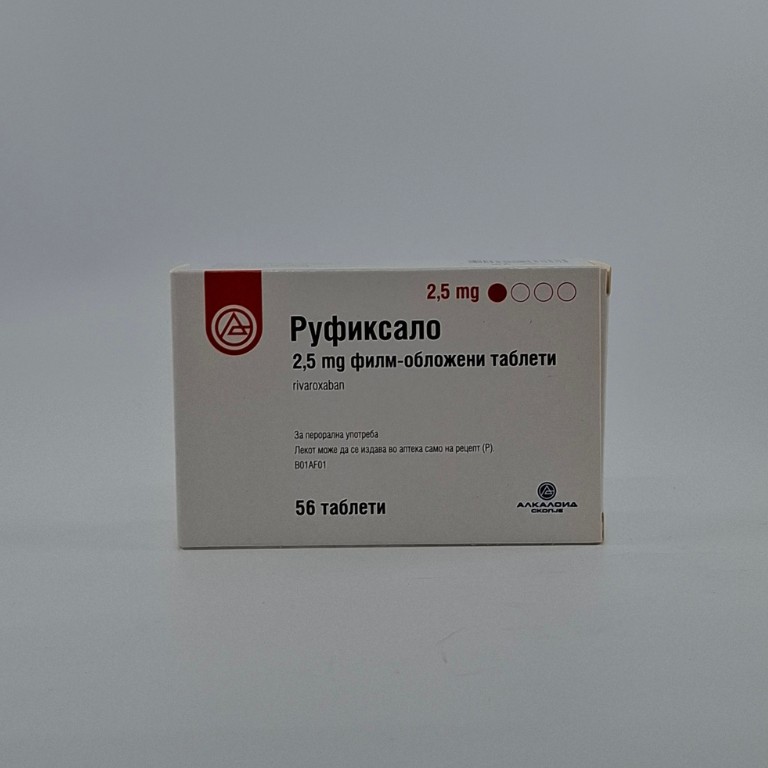 2,5 mg
Руфиксало
2,5 mg филм-обложени таблети
rivaroxaban
За перорална употреба
Лекот може да се издава во аптека само на рецепт (Р).
B01AF01
56 таблети
АЛКАЛОИД
СКОПЈЕ